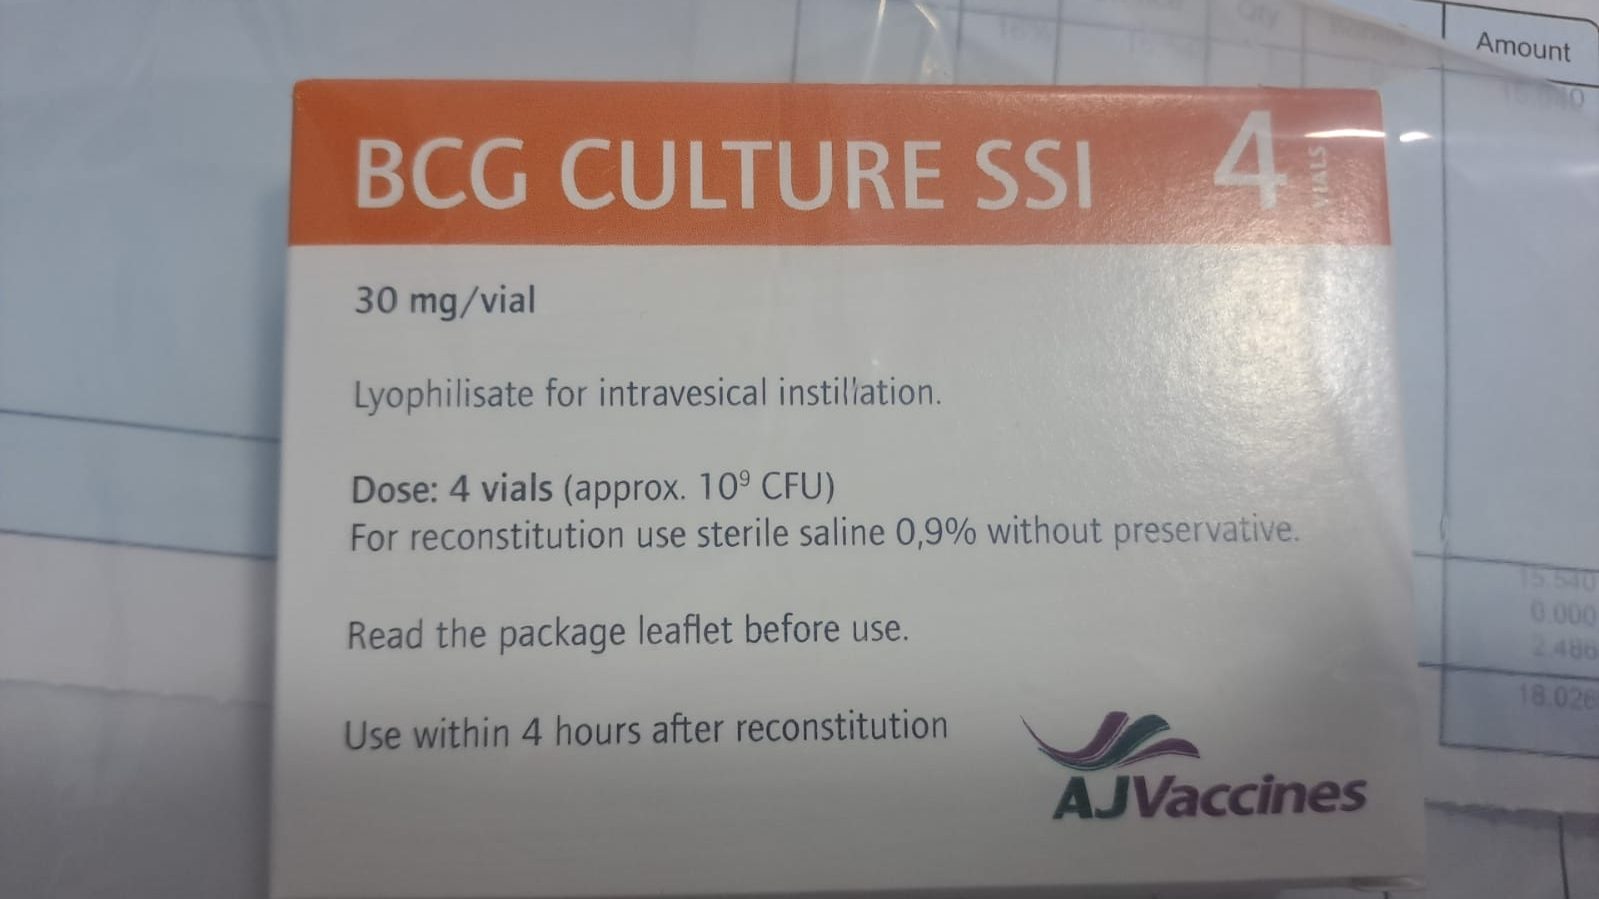 Amount
BCG CULTURE SSI 4 VIALS
30 mg/vial
Lyophilisate for intravesical instillation.
Dose: 4 vials (approx. 10⁹ CFU)
For reconstitution use sterile saline 0,9% without preservative.
15.540
0.000
Read the package leaflet before use.
2.486
18.026
Use within 4 hours after reconstitution
AJVaccines